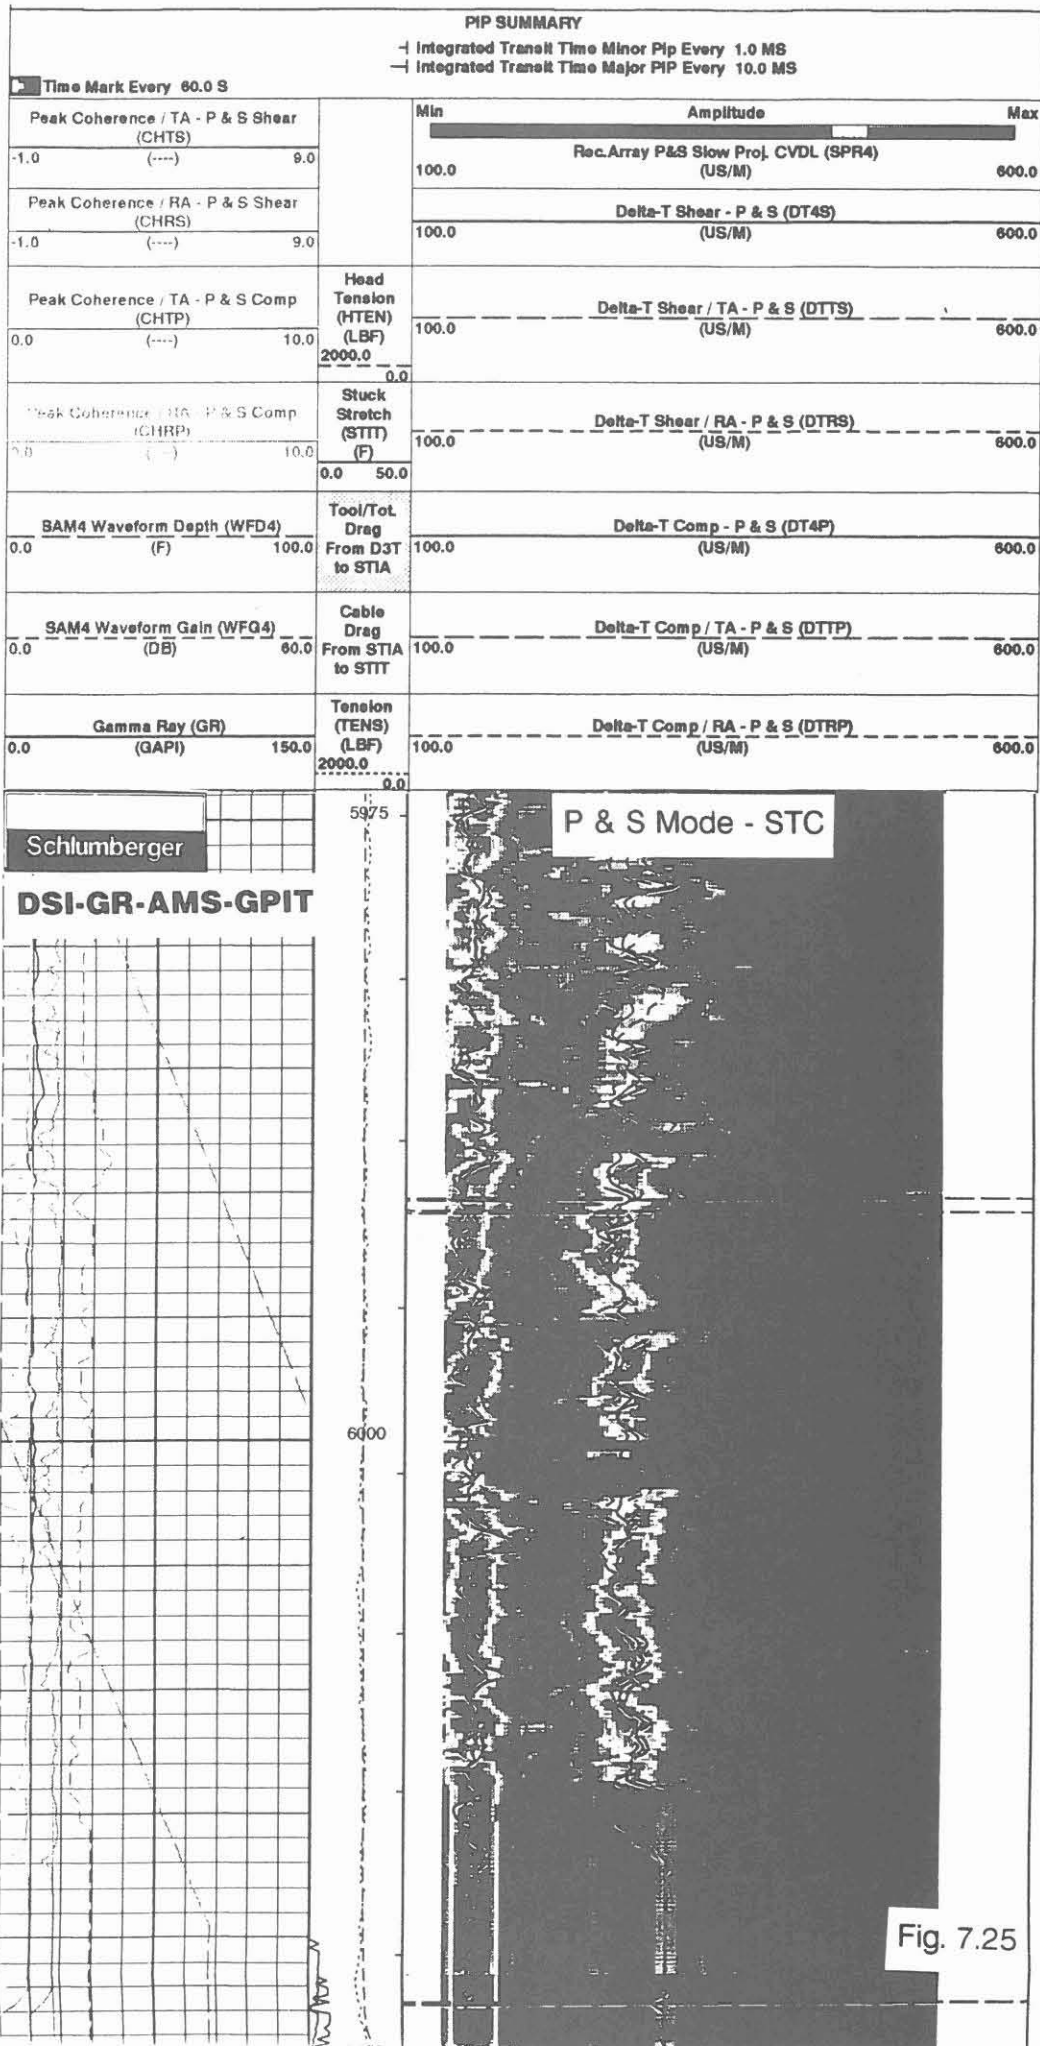 PIP SUMMARY
Integrated Transit Time Minor Pip Every 1.0 MS
Integrated Transit Time Major PIP Every 10.0 MS
Time Mark Every 60.0 S
Peak Coherence / TA - P & S Shear
(CHTS)
-1.0 (----) 9.0
Min Amplitude Max
Rec.Array P&S Slow Proj. CVDL (SPR4)
100.0 (US/M) 600.0
Peak Coherence / RA - P & S Shear
(CHRS)
-1.0 (----) 9.0
Delta-T Shear - P & S (DT4S)
100.0 (US/M) 600.0
Peak Coherence / TA - P & S Comp
(CHTP)
0.0 (----) 10.0
Head
Tension
(HTEN)
(LBF)
2000.0
0.0
Delta-T Shear / TA - P & S (DTTS)
100.0 (US/M) 600.0
Peak Coherence / RA - P & S Comp
(CHRP)
0.0 (----) 10.0
Stuck
Stretch
(STIT)
(F)
0.0 50.0
Delta-T Shear / RA - P & S (DTRS)
100.0 (US/M) 600.0
SAM4 Waveform Depth (WFD4)
0.0 (F) 100.0
Tool/Tot.
Drag
From D3T
to STIA
Delta-T Comp - P & S (DT4P)
100.0 (US/M) 600.0
SAM4 Waveform Gain (WFG4)
0.0 (DB) 60.0
Cable
Drag
From STIA
to STIT
Delta-T Comp / TA - P & S (DTTP)
100.0 (US/M) 600.0
Gamma Ray (GR)
0.0 (GAPI) 150.0
Tension
(TENS)
(LBF)
2000.0
0.0
Delta-T Comp / RA - P & S (DTRP)
100.0 (US/M) 600.0
Schlumberger
DSI-GR-AMS-GPIT
5975
P & S Mode - STC
6000
Fig. 7.25